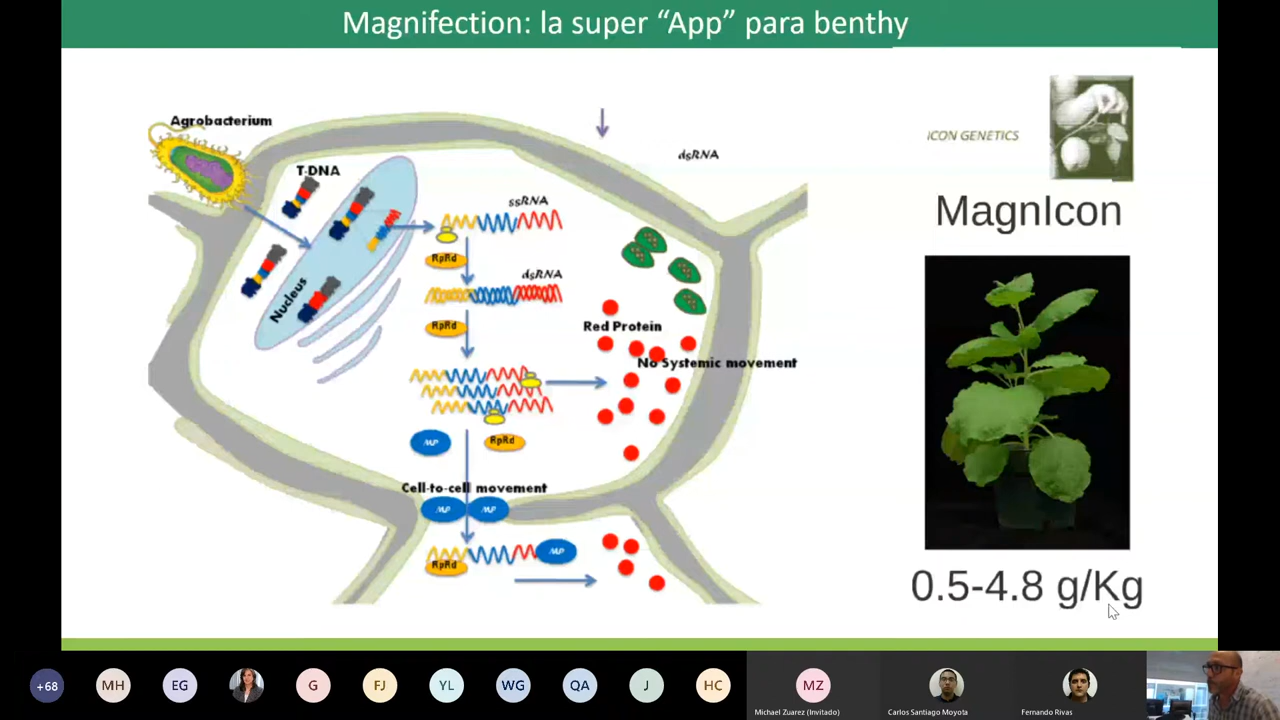 Magnifection: la super “App” para benthy
Agrobacterium
T-DNA
Nucleus
ssRNA
RpRd
dsRNA
RpRd
MP
RpRd
Cell-to-cell movement
MP
MP
RpRd
MP
dsRNA
Red Protein
No Systemic movement
ICON GENETICS
MagnIcon
0.5-4.8 g/Kg
+68
MH
EG
G
FJ
YL
WG
QA
J
HC
MZ
Michael Zuarez (Invitado)
Carlos Santiago Moyota
Fernando Rivas